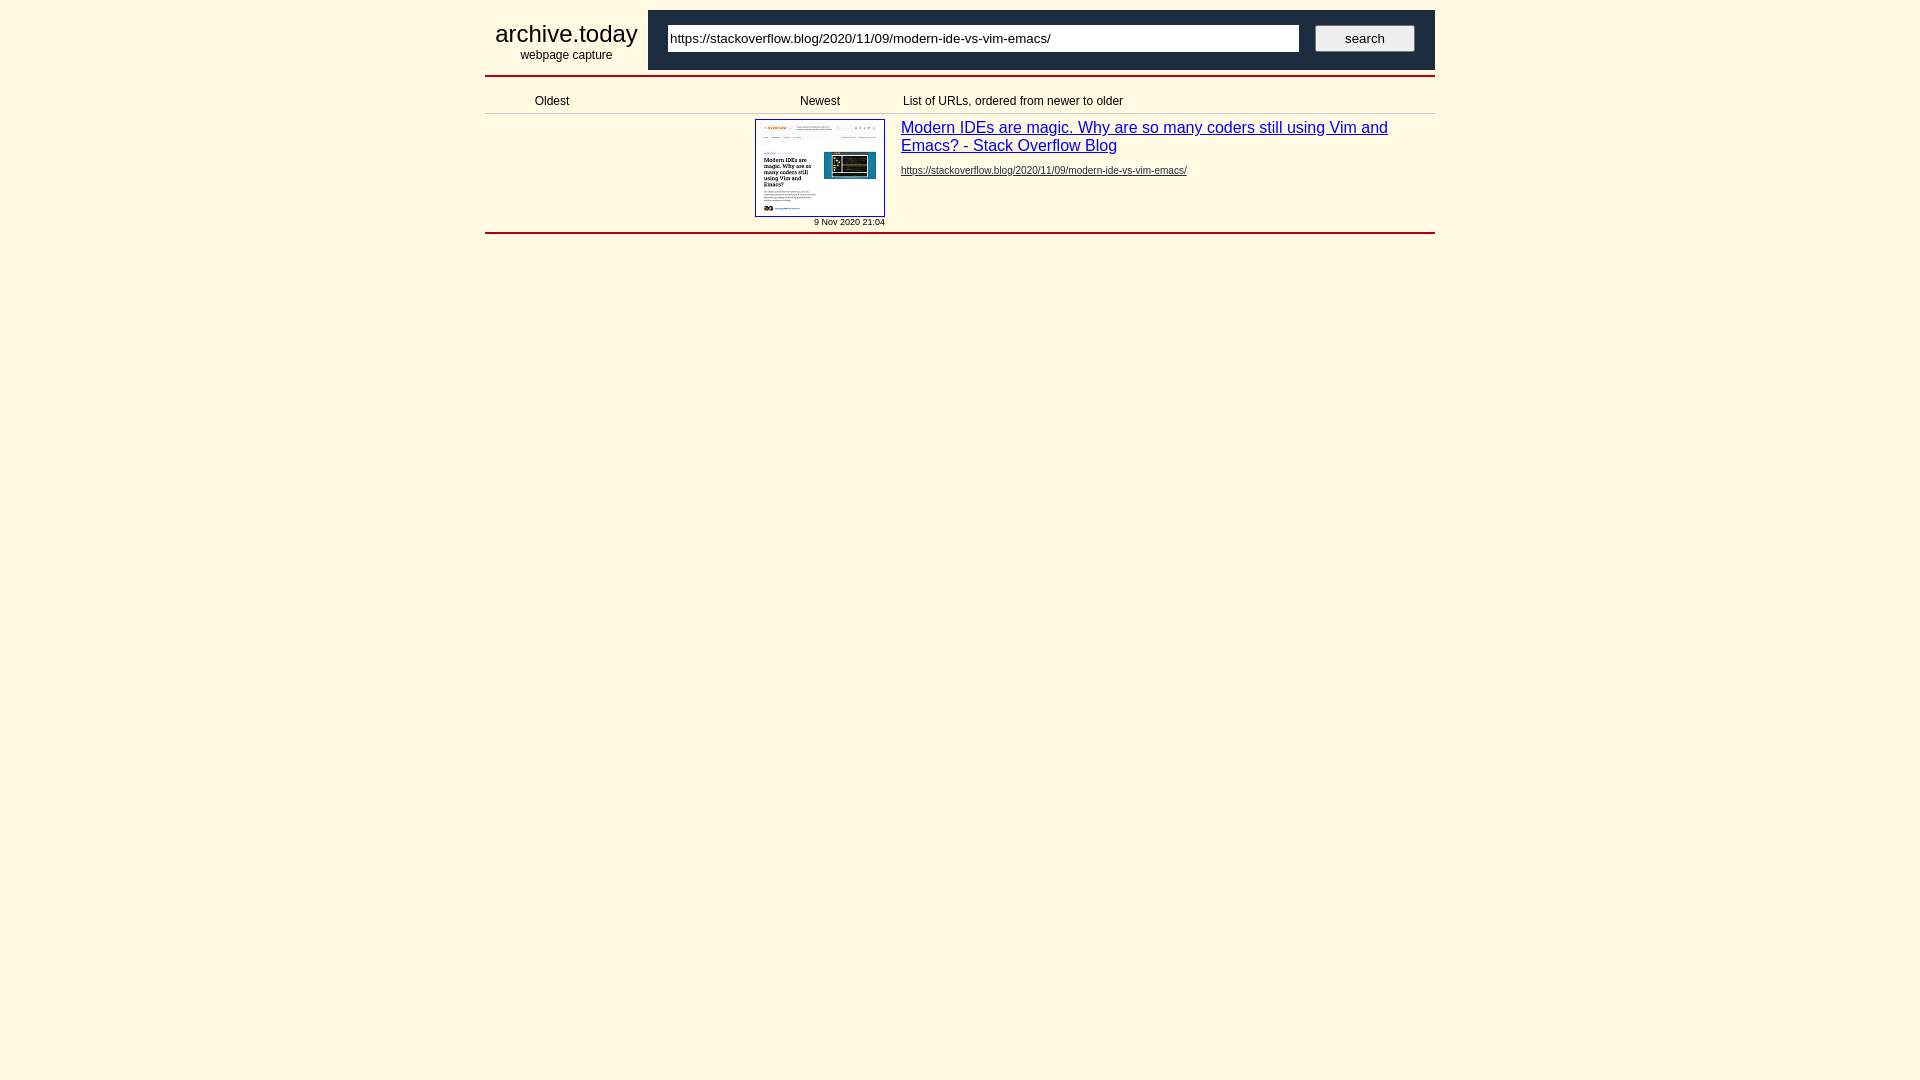 archive.today
webpage capture
https://stackoverflow.blog/2020/11/09/modern-ide-vs-vim-emacs/
search
Oldest
Newest
List of URLs, ordered from newer to older
Modern IDEs are
magic. Why are so
many coders still
using Vim and
Emacs?
9 Nov 2020 21:04
Modern IDEs are magic. Why are so many coders still using Vim and
Emacs? - Stack Overflow Blog
https://stackoverflow.blog/2020/11/09/modern-ide-vs-vim-emacs/